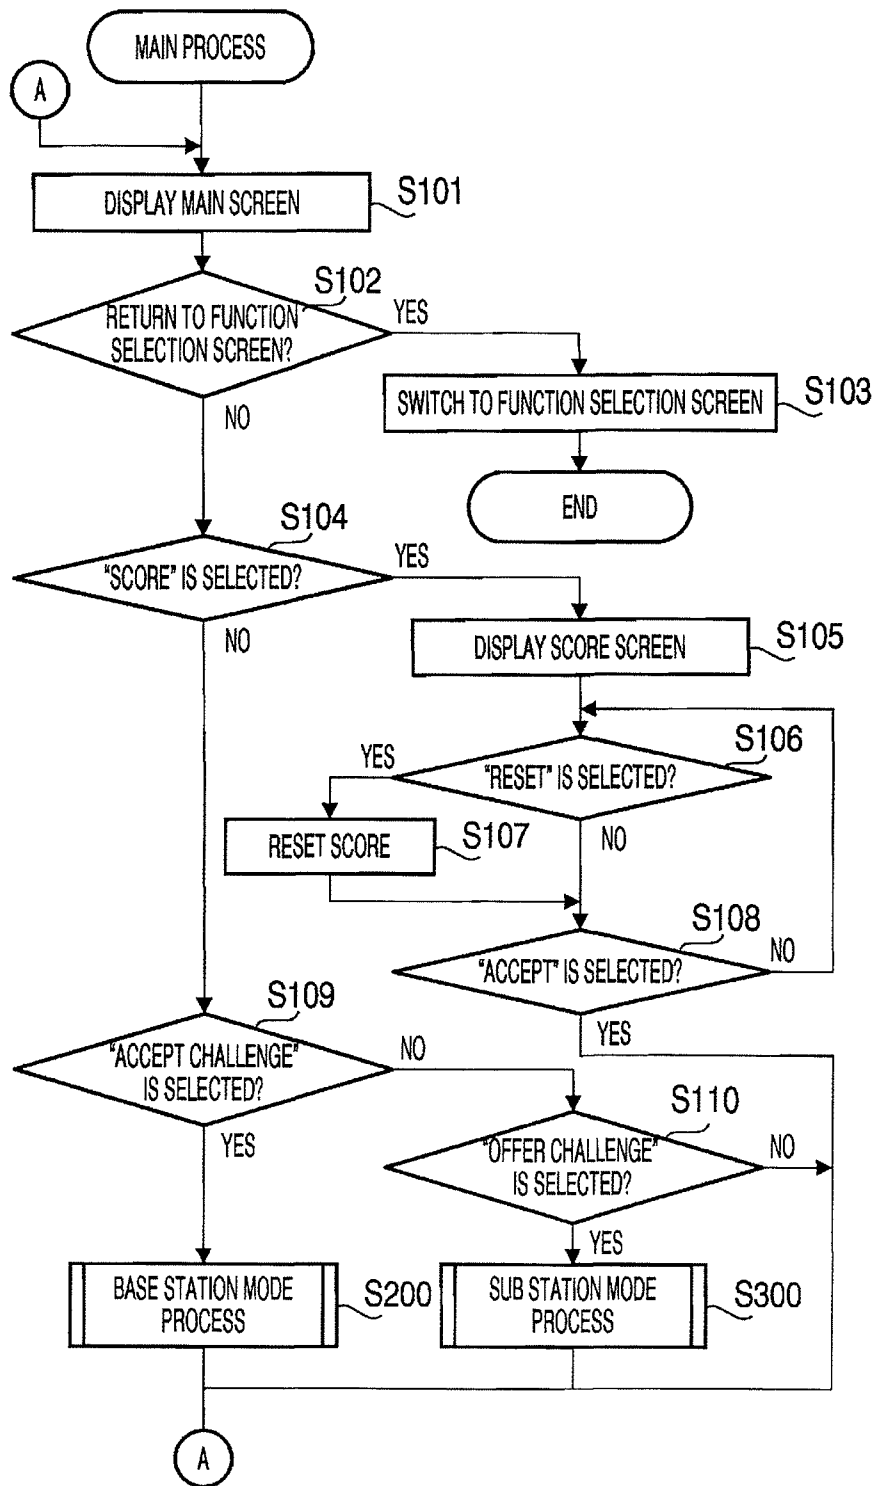 MAIN PROCESS
A
DISPLAY MAIN SCREEN
S101
S102
RETURN TO FUNCTION
SELECTION SCREEN?
YES
NO
SWITCH TO FUNCTION SELECTION SCREEN
S103
END
S104
"SCORE" IS SELECTED?
YES
NO
DISPLAY SCORE SCREEN
S105
S106
"RESET" IS SELECTED?
YES
NO
RESET SCORE
S107
S108
"ACCEPT" IS SELECTED?
NO
YES
S109
"ACCEPT CHALLENGE"
IS SELECTED?
NO
YES
S110
"OFFER CHALLENGE"
IS SELECTED?
NO
YES
BASE STATION MODE
PROCESS
S200
SUB STATION MODE
PROCESS
S300
A